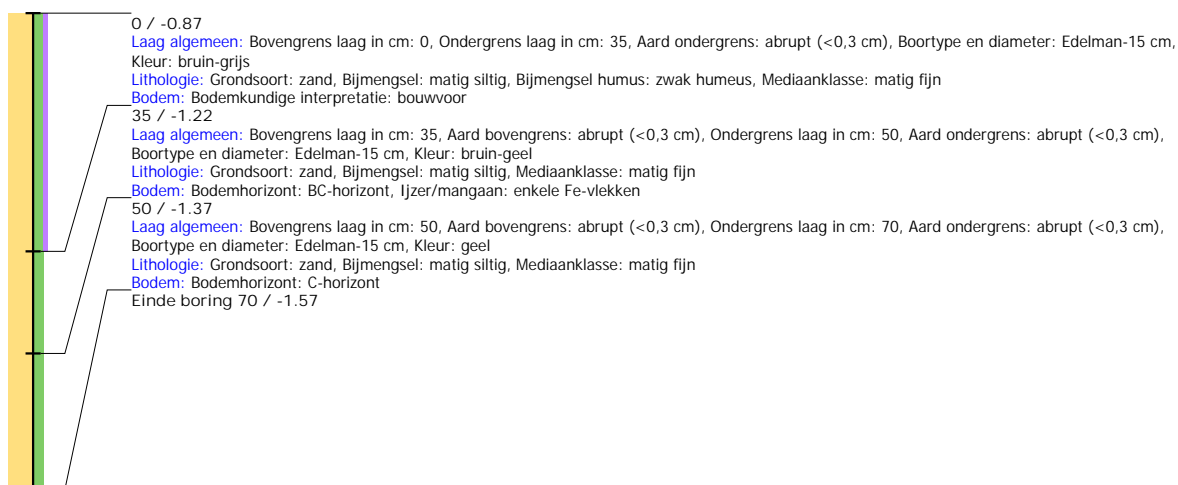 0 / -0.87
Laag algemeen: Bovengrens laag in cm: 0, Ondergrens laag in cm: 35, Aard ondergrens: abrupt (<0,3 cm), Boortype en diameter: Edelman-15 cm,
Kleur: bruin-grijs
Lithologie: Grondsoort: zand, Bijmengsel: matig siltig, Bijmengsel humus: zwak humeus, Mediaanklasse: matig fijn
Bodem: Bodemkundige interpretatie: bouwvoor
35 / -1.22
Laag algemeen: Bovengrens laag in cm: 35, Aard bovengrens: abrupt (<0,3 cm), Ondergrens laag in cm: 50, Aard ondergrens: abrupt (<0,3 cm),
Boortype en diameter: Edelman-15 cm, Kleur: bruin-geel
Lithologie: Grondsoort: zand, Bijmengsel: matig siltig, Mediaanklasse: matig fijn
Bodem: Bodemhorizont: BC-horizont, Ijzer/mangaan: enkele Fe-vlekken
50 / -1.37
Laag algemeen: Bovengrens laag in cm: 50, Aard bovengrens: abrupt (<0,3 cm), Ondergrens laag in cm: 70, Aard ondergrens: abrupt (<0,3 cm),
Boortype en diameter: Edelman-15 cm, Kleur: geel
Lithologie: Grondsoort: zand, Bijmengsel: matig siltig, Mediaanklasse: matig fijn
Bodem: Bodemhorizont: C-horizont
Einde boring 70 / -1.57